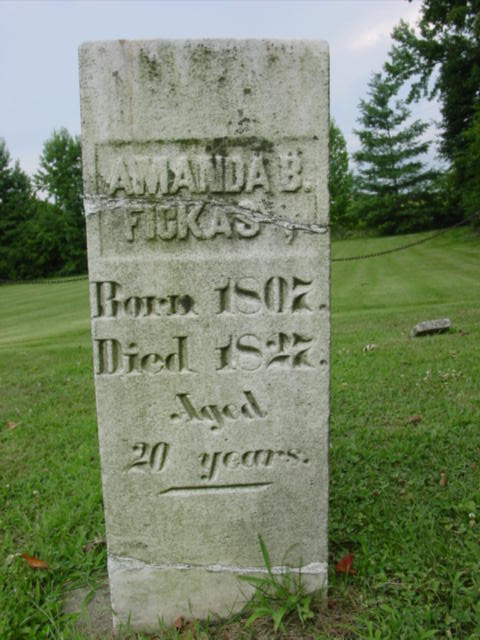 AMANDA B.
FICKAS,
Born 1807.
Died 1827.
Aged
20 years.